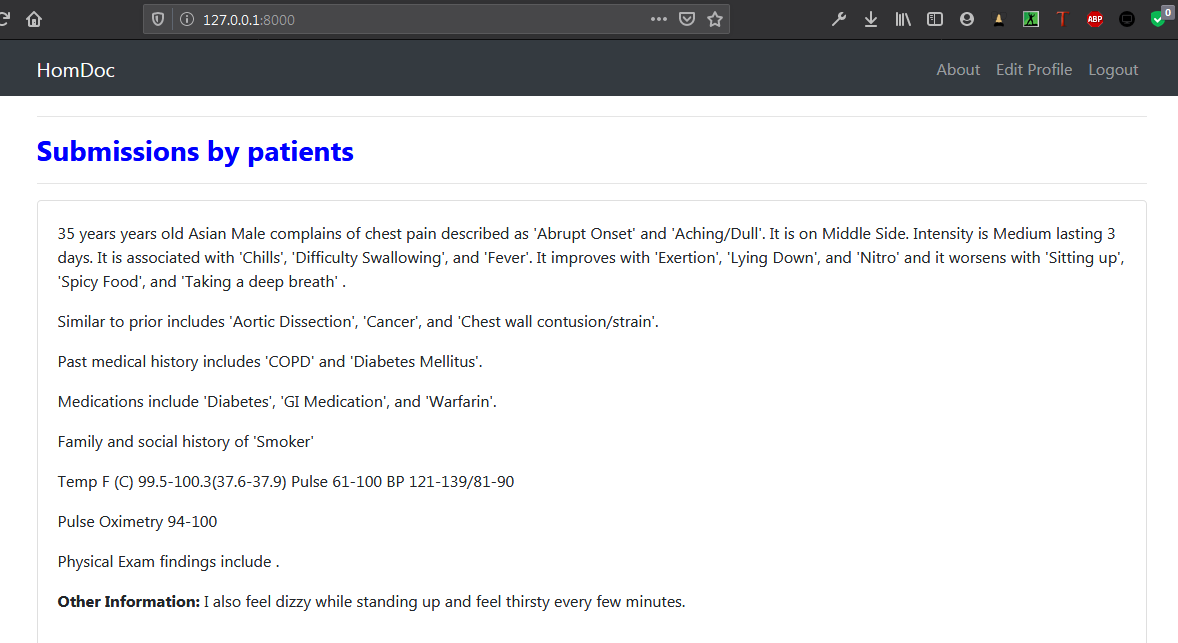 127.0.0.1:8000
ABP
0
HomDoc
About Edit Profile Logout
Submissions by patients
35 years years old Asian Male complains of chest pain described as 'Abrupt Onset' and 'Aching/Dull'. It is on Middle Side. Intensity is Medium lasting 3
days. It is associated with 'Chills', 'Difficulty Swallowing', and 'Fever'. It improves with 'Exertion', 'Lying Down', and 'Nitro' and it worsens with 'Sitting up',
'Spicy Food', and 'Taking a deep breath' .
Similar to prior includes 'Aortic Dissection', 'Cancer', and 'Chest wall contusion/strain'.
Past medical history includes 'COPD' and 'Diabetes Mellitus'.
Medications include 'Diabetes', 'GI Medication', and 'Warfarin'.
Family and social history of 'Smoker'
Temp F (C) 99.5-100.3(37.6-37.9) Pulse 61-100 BP 121-139/81-90
Pulse Oximetry 94-100
Physical Exam findings include .
Other Information: I also feel dizzy while standing up and feel thirsty every few minutes.